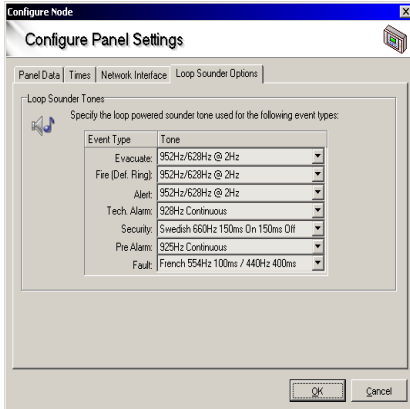 Configure Node
Configure Panel Settings
Panel Data Times Network Interface Loop Sounder Options
Loop Sounder Tones
Specify the loop powered sounder tone used for the following event types:
Event Type Tone
Evacuate: 952Hz/628Hz @ 2Hz
Fire (Def. Ring): 952Hz/628Hz @ 2Hz
Alert: 952Hz/628Hz @ 2Hz
Tech. Alarm: 928Hz Continuous
Security: Swedish 660Hz 150ms On 150ms Off
Pre Alarm: 925Hz Continuous
Fault: French 554Hz 100ms / 440Hz 400ms
OK Cancel